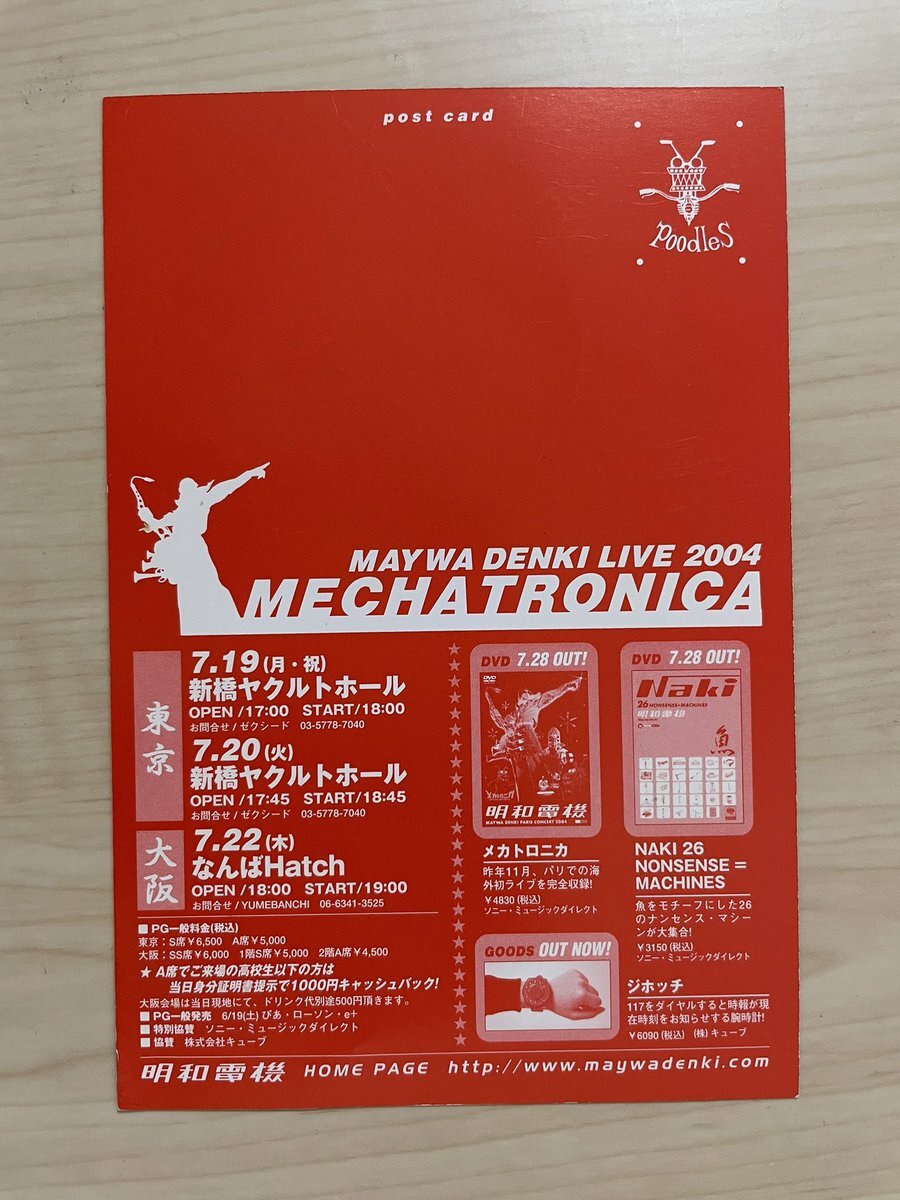 post card
PoodleS
MAYWA DENKI LIVE 2004
MECHATRONICA
東京
7.19(月・祝)
新橋ヤクルトホール
OPEN/17:00 START/18:00
お問合せ/ゼクシード 03-5778-7040
7.20(火)
新橋ヤクルトホール
OPEN/17:45 START/18:45
お問合せ/ゼクシード 03-5778-7040
大阪
7.22(木)
なんばHatch
OPEN/18:00 START/19:00
お問合せ/YUMEBANCHI 06-6341-3525
■PG一般料金(税込)
東京：S席￥6,500 A席￥5,000
大阪：SS席￥6,000 1階S席￥5,000 2階A席￥4,500
★ A席でご来場の高校生以下の方は
当日身分証明書提示で1000円キャッシュバック!
大阪会場は当日現地にて、ドリンク代別途500円頂きます。
■PG一般発売 6/19(土)ぴあ・ローソン・e+
■特別協賛 ソニー・ミュージックダイレクト
■協賛 株式会社キューブ
DVD 7.28 OUT!
DVD
メカトロニカ
明和電機
MAYWA DENKI PARIS CONCERT 2004
メカトロニカ
昨年11月、パリでの海
外初ライブを完全収録!
￥4830(税込)
ソニー・ミュージックダイレクト
DVD 7.28 OUT!
Naki
26 NONSENSE=MACHINES
明和電機
魚
NAKI 26
NONSENSE=
MACHINES
魚をモチーフにした26
のナンセンス・マシー
ンが大集合!
￥3150(税込)
ソニー・ミュージックダイレクト
GOODS OUT NOW!
ジホッチ
117をダイヤルすると時報が現
在時刻をお知らせする腕時計!
￥6090(税込) (株)キューブ
明和電機 HOME PAGE http://www.maywadenki.com